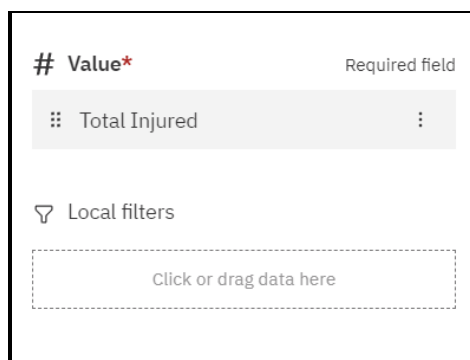 # Value* Required field
Total Injured
Local filters
Click or drag data here